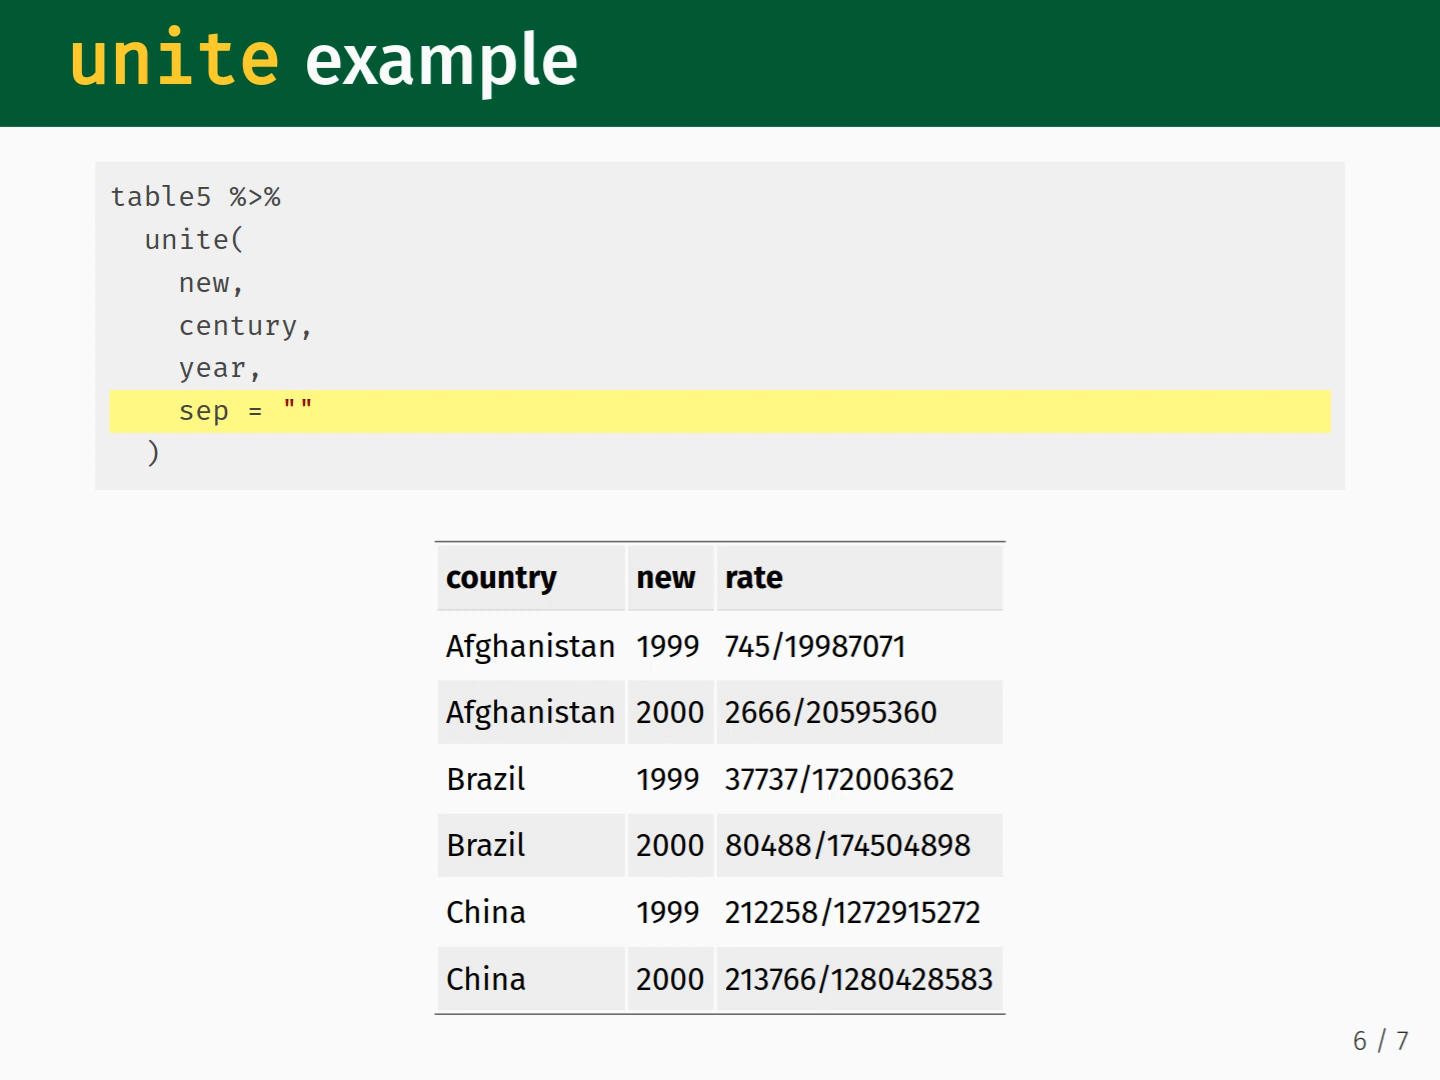 unite example
table5 %>%
unite(
new,
century,
year,
sep = ""
)
country new rate
Afghanistan 1999 745/19987071
Afghanistan 2000 2666/20595360
Brazil 1999 37737/172006362
Brazil 2000 80488/174504898
China 1999 212258/1272915272
China 2000 213766/1280428583
6 / 7